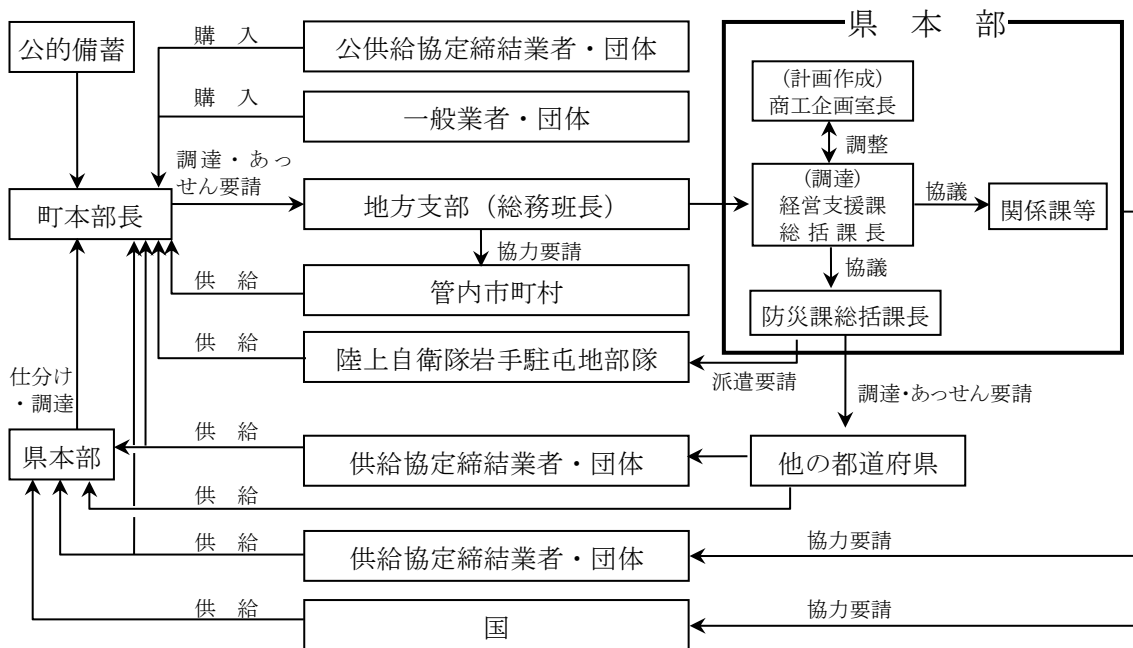 県　本　部
公的備蓄
購　入
公供給協定締結業者・団体
購　入
一般業者・団体
(計画作成)
商工企画室長
調整
調達・あっ
せん要請
町本部長
地方支部（総務班長）
(調達)
経営支援課
総 括 課 長
協議
関係課等
協力要請
協議
供　給
管内市町村
防災課総括課長
供　給
陸上自衛隊岩手駐屯地部隊
派遣要請
調達・あっせん要請
仕分け
・調達
県本部
供　給
供給協定締結業者・団体
他の都道府県
供　給
供　給
供給協定締結業者・団体
協力要請
供　給
国
協力要請